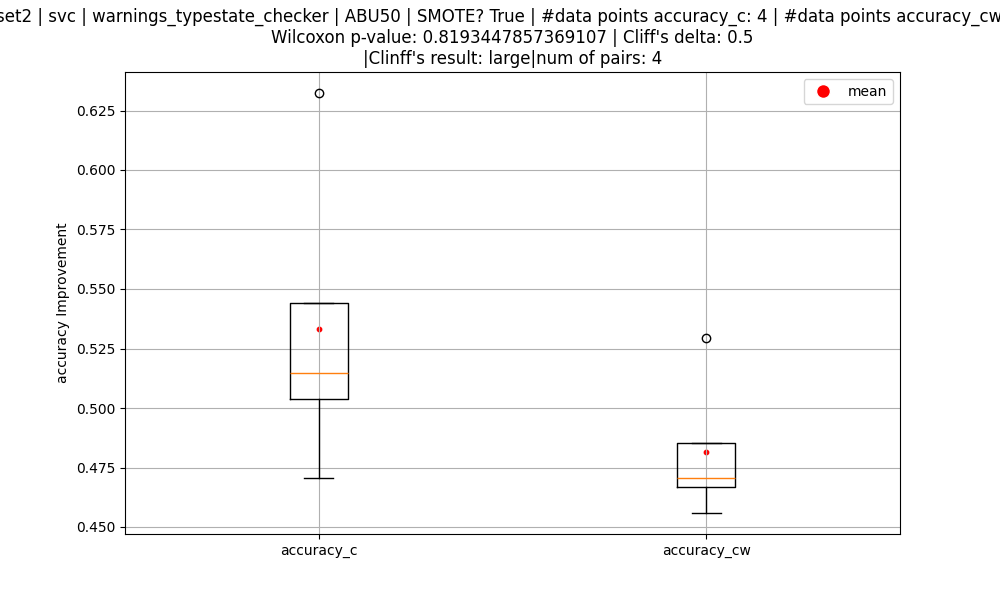 set2 | svc | warnings_typestate_checker | ABU50 | SMOTE? True | #data points accuracy_c: 4 | #data points accuracy_cw
Wilcoxon p-value: 0.8193447857369107 | Cliff's delta: 0.5
|Clinff's result: large|num of pairs: 4
mean
0.625
0.600
0.575
0.550
0.525
0.500
0.475
0.450
accuracy Improvement
accuracy_c
accuracy_cw